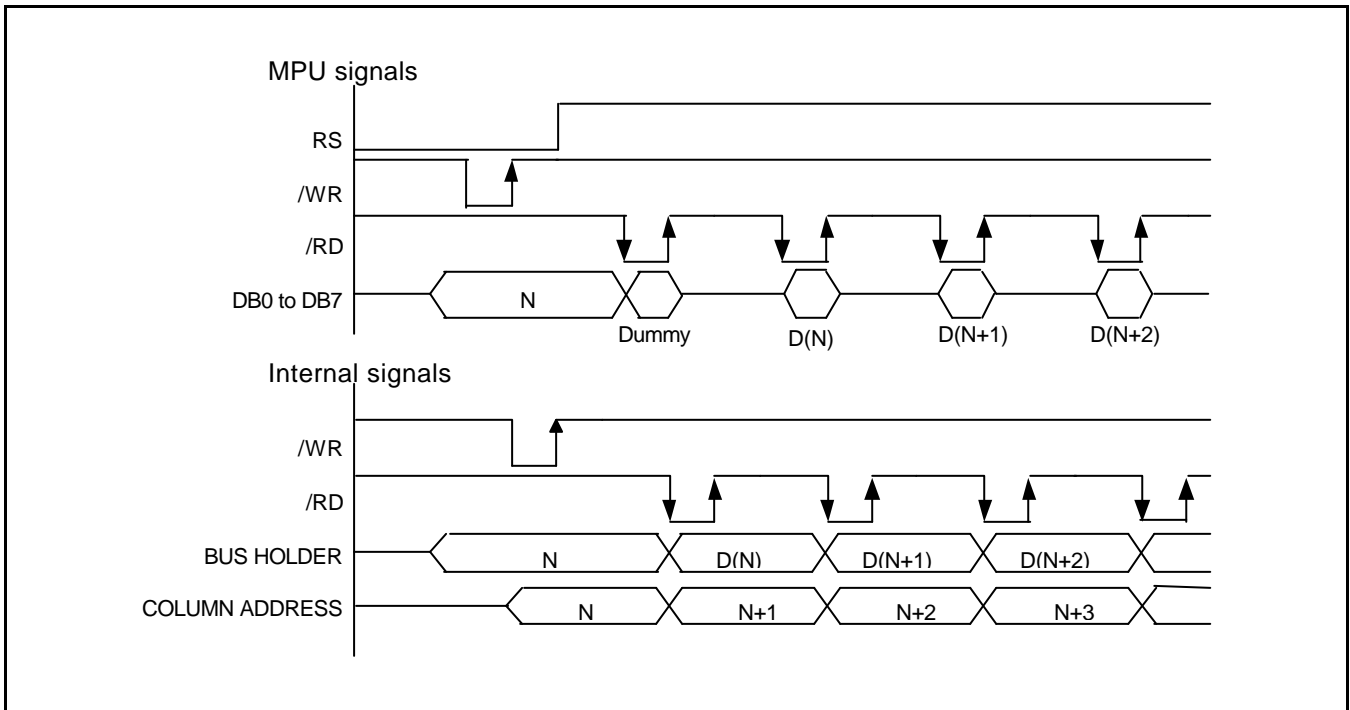 MPU signals
RS
/WR
/RD
DB0 to DB7 N
Dummy D(N) D(N+1) D(N+2)
Internal signals
/WR
/RD
BUS HOLDER N D(N) D(N+1) D(N+2)
COLUMN ADDRESS N N+1 N+2 N+3